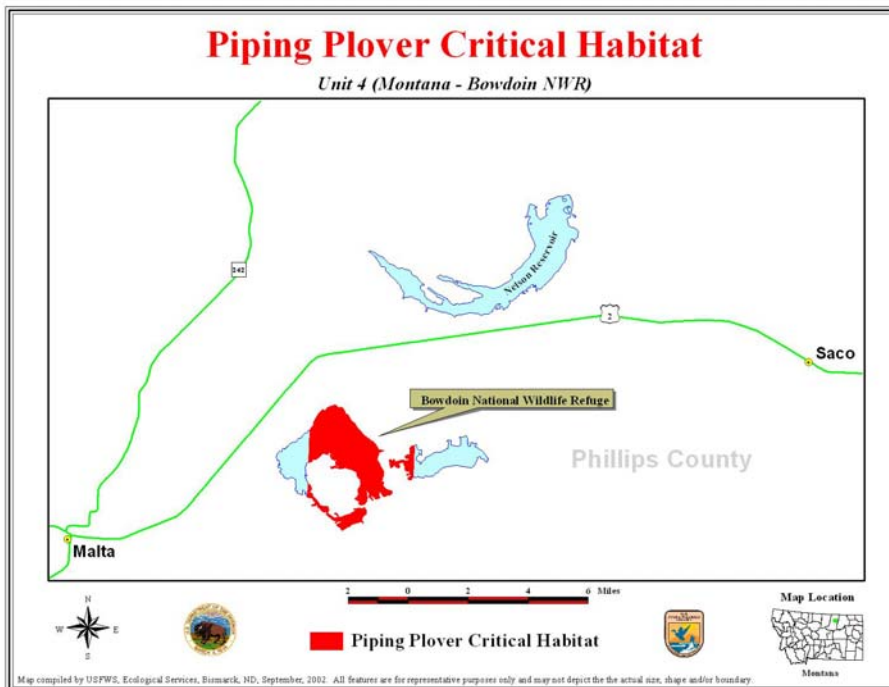 Piping Plover Critical Habitat
Unit 4 (Montana - Bowdoin NWR)
242
Nelson Reservoir
2
Saco
Bowdoin National Wildlife Refuge
Phillips County
Malta
2 0 2 4 6 Miles
N
W E
S
Piping Plover Critical Habitat
Map Location
Montana
Map compiled by USFWS, Ecological Services, Bismarck, ND, September, 2002. All features are for representative purposes only and may not depict the the actual size, shape and/or boundary.